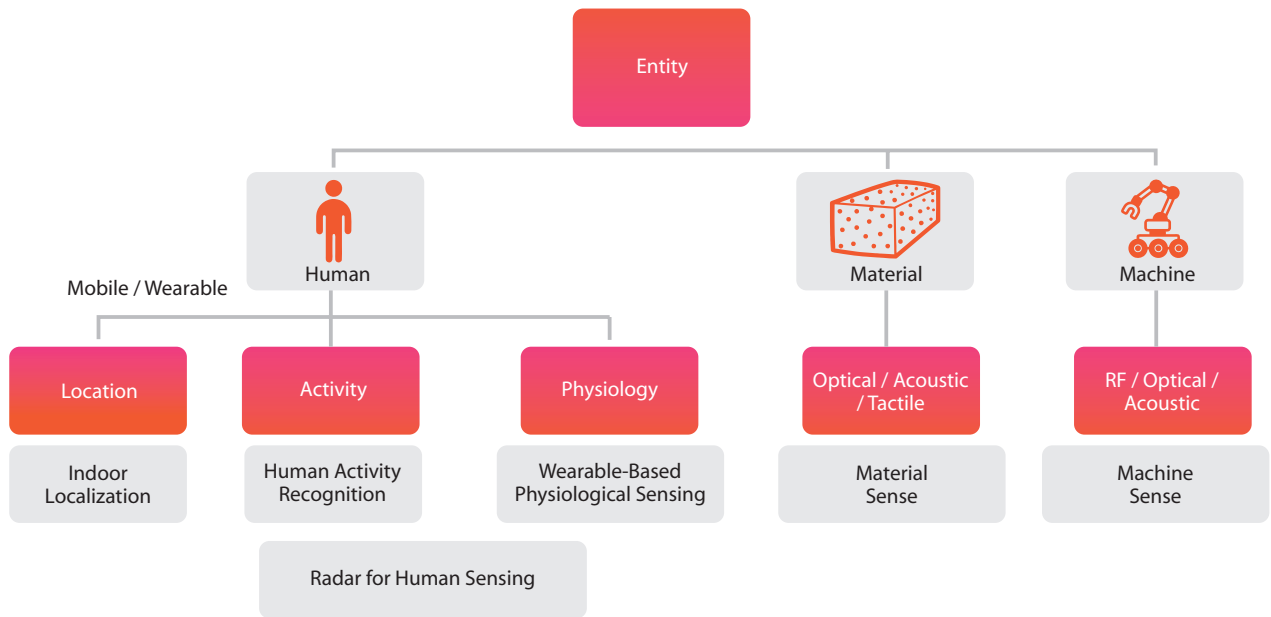 Entity
Human
Material
Machine
Mobile / Wearable
Location
Activity
Physiology
Optical / Acoustic
/ Tactile
RF / Optical /
Acoustic
Indoor
Localization
Human Activity
Recognition
Wearable-Based
Physiological Sensing
Material
Sense
Machine
Sense
Radar for Human Sensing